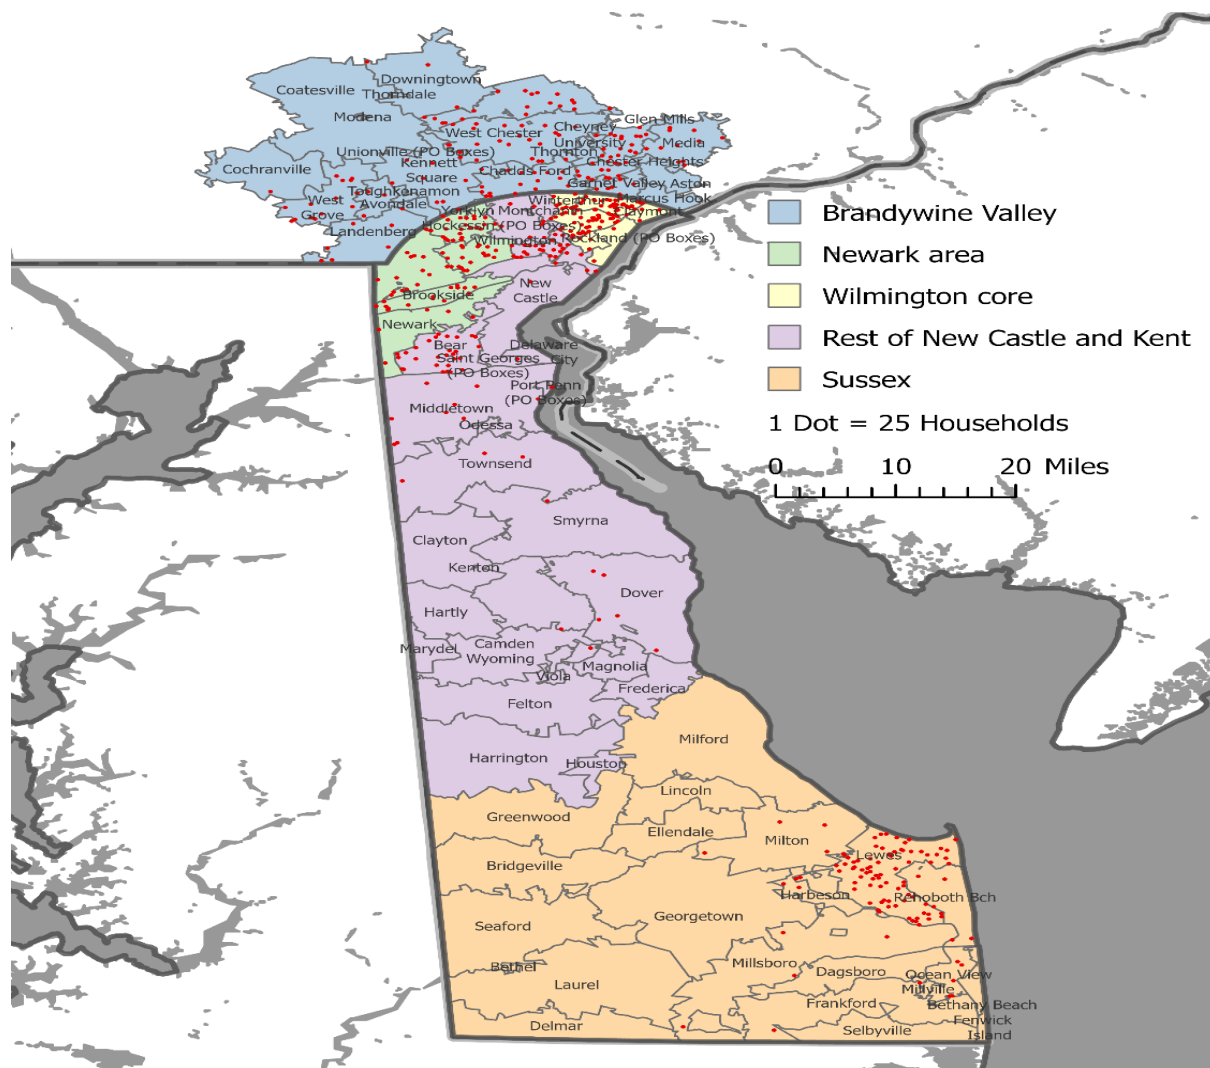 Downingtown
Coatesville
Thorndale
Modena
Glen Mills
West Chester
Cheyney
University
Media
Unionville (PO Boxes)
Thornton
Kennett
Square
Chester Heights
Cochranville
Chadds Ford
Toughkenamon
Garnet Valley
Aston
West
Grove
Avondale
Winterthur
Marcus Hook
Yorklyn
Montchanin
(PO Boxes)
Claymont
Landenberg
Hockessin
Wilmington
Rockland (PO Boxes)
New
Castle
Brookside
Newark
Bear
Delaware
City
Saint Georges
(PO Boxes)
Port Penn
(PO Boxes)
Middletown
Odessa
Townsend
Smyrna
Clayton
Kenton
Dover
Hartly
Marydel
Camden
Wyoming
Magnolia
Viola
Frederica
Felton
Harrington
Houston
Milford
Lincoln
Greenwood
Ellendale
Milton
Bridgeville
Lewes
Harbeson
Rehoboth Bch
Georgetown
Seaford
Bethel
Millsboro
Dagsboro
Ocean View
Laurel
Millville
Frankford
Bethany Beach
Delmar
Selbyville
Fenwick
Island
Brandywine Valley
Newark area
Wilmington core
Rest of New Castle and Kent
Sussex
1 Dot = 25 Households
0 10 20 Miles